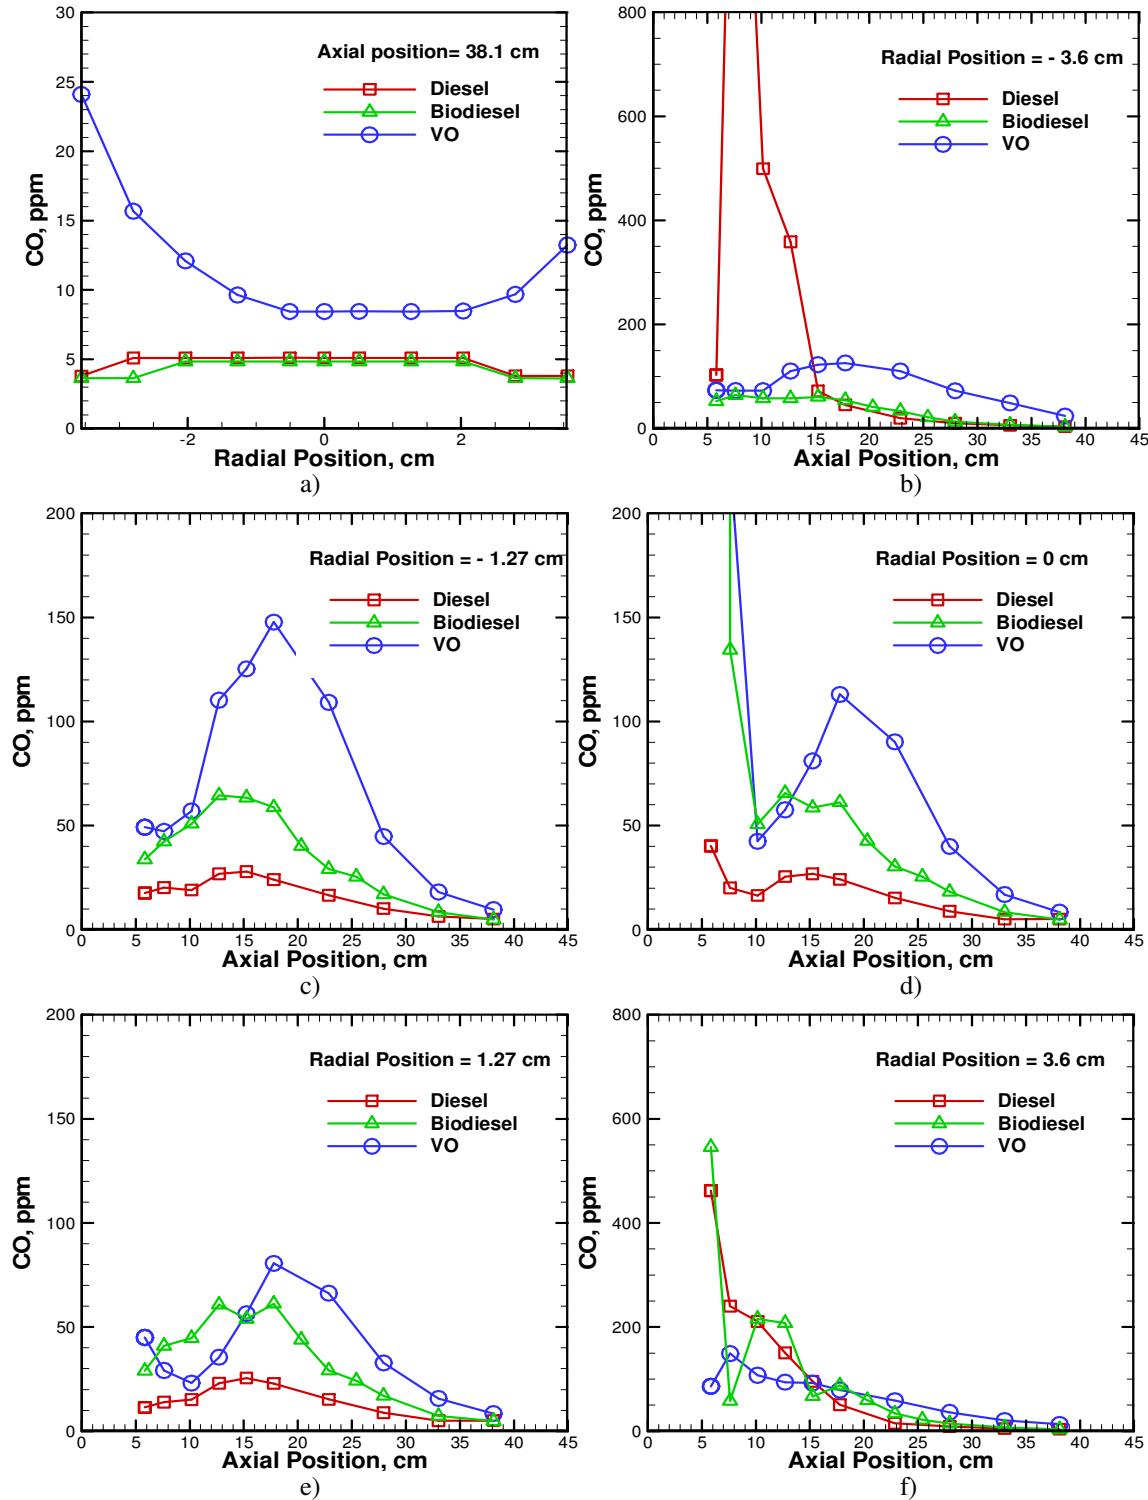 30
25
20
15
10
5
0
CO, ppm
Axial position= 38.1 cm
Diesel
Biodiesel
VO
-2 0 2
Radial Position, cm
a)
800
600
400
200
0
CO, ppm
Radial Position = - 3.6 cm
Diesel
Biodiesel
VO
0 5 10 15 20 25 30 35 40 45
Axial Position, cm
b)
200
150
100
50
0
CO, ppm
Radial Position = - 1.27 cm
Diesel
Biodiesel
VO
0 5 10 15 20 25 30 35 40 45
Axial Position, cm
c)
200
150
100
50
0
CO, ppm
Radial Position = 0 cm
Diesel
Biodiesel
VO
0 5 10 15 20 25 30 35 40 45
Axial Position, cm
d)
200
150
100
50
0
CO, ppm
Radial Position = 1.27 cm
Diesel
Biodiesel
VO
0 5 10 15 20 25 30 35 40 45
Axial Position, cm
e)
800
600
400
200
0
CO, ppm
Radial Position = 3.6 cm
Diesel
Biodiesel
VO
0 5 10 15 20 25 30 35 40 45
Axial Position, cm
f)